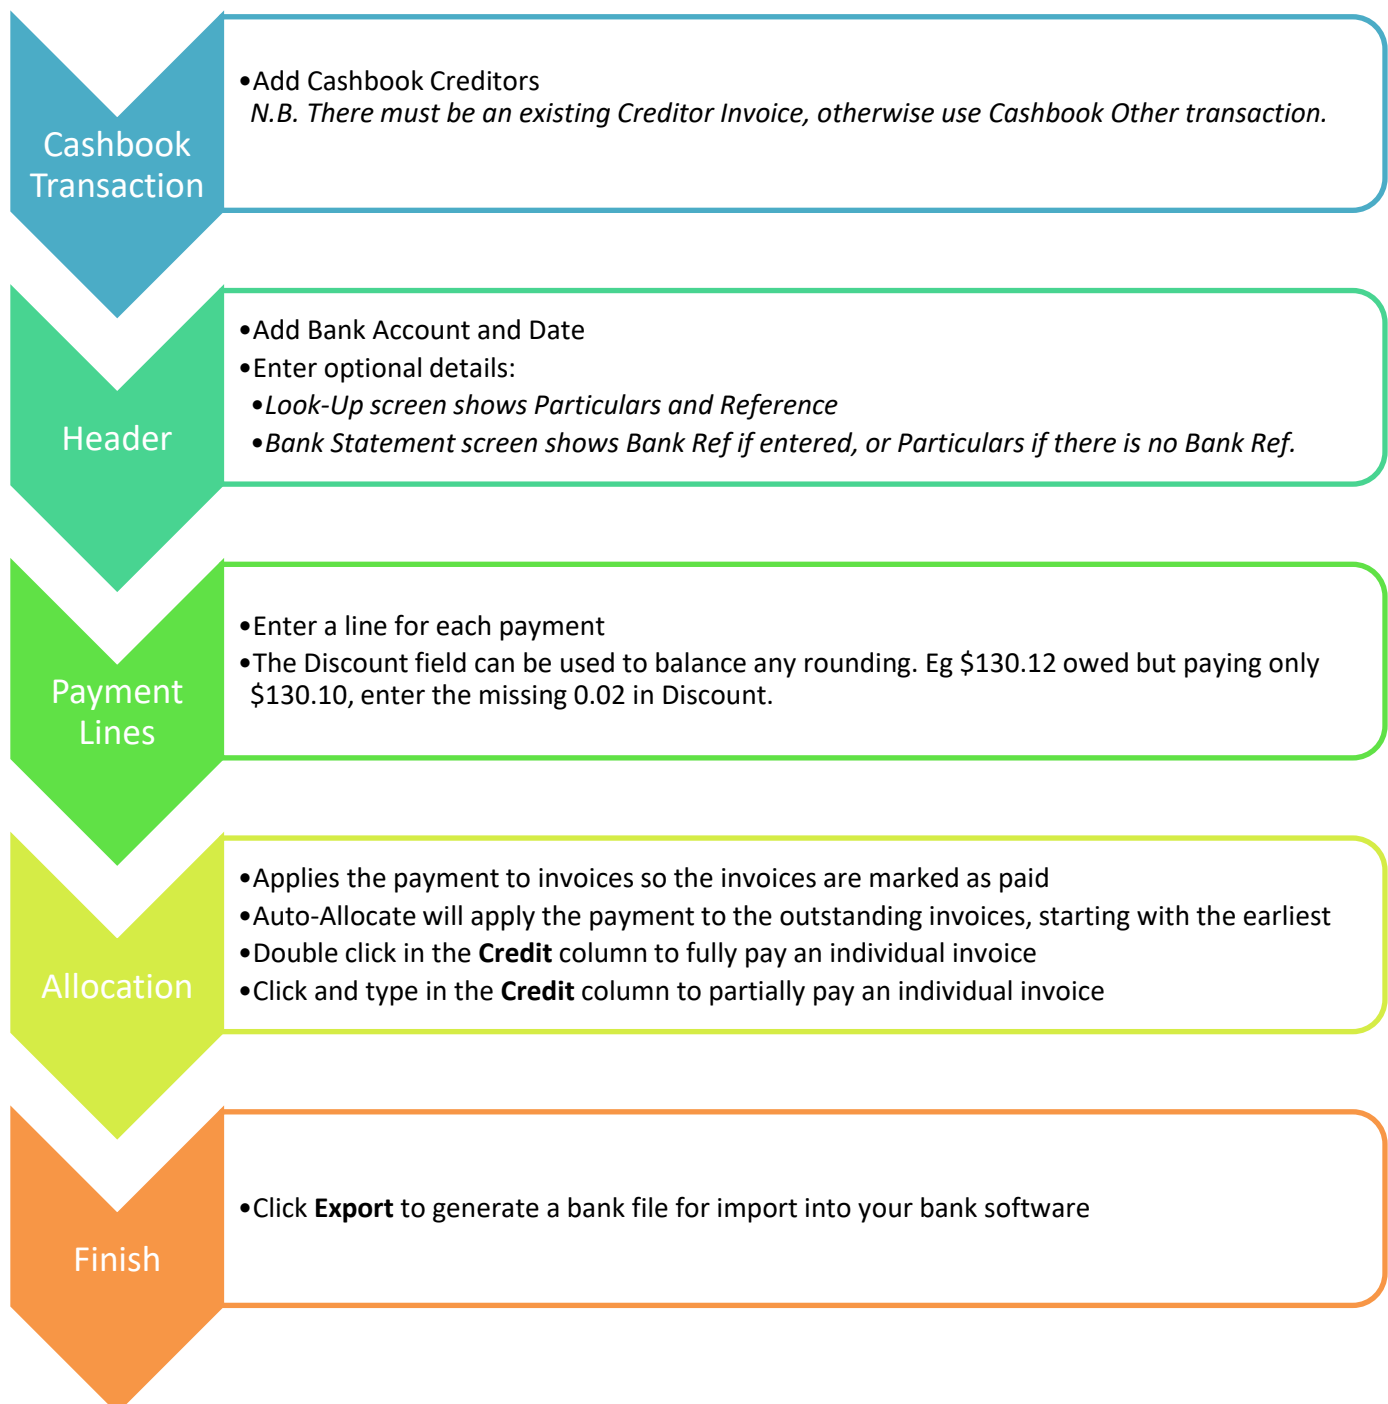 Cashbook
Transaction
•Add Cashbook Creditors
N.B. There must be an existing Creditor Invoice, otherwise use Cashbook Other transaction.
Header
•Add Bank Account and Date
•Enter optional details:
•Look-Up screen shows Particulars and Reference
•Bank Statement screen shows Bank Ref if entered, or Particulars if there is no Bank Ref.
Payment
Lines
•Enter a line for each payment
•The Discount field can be used to balance any rounding. Eg $130.12 owed but paying only
$130.10, enter the missing 0.02 in Discount.
Allocation
•Applies the payment to invoices so the invoices are marked as paid
•Auto-Allocate will apply the payment to the outstanding invoices, starting with the earliest
•Double click in the Credit column to fully pay an individual invoice
•Click and type in the Credit column to partially pay an individual invoice
Finish
•Click Export to generate a bank file for import into your bank software